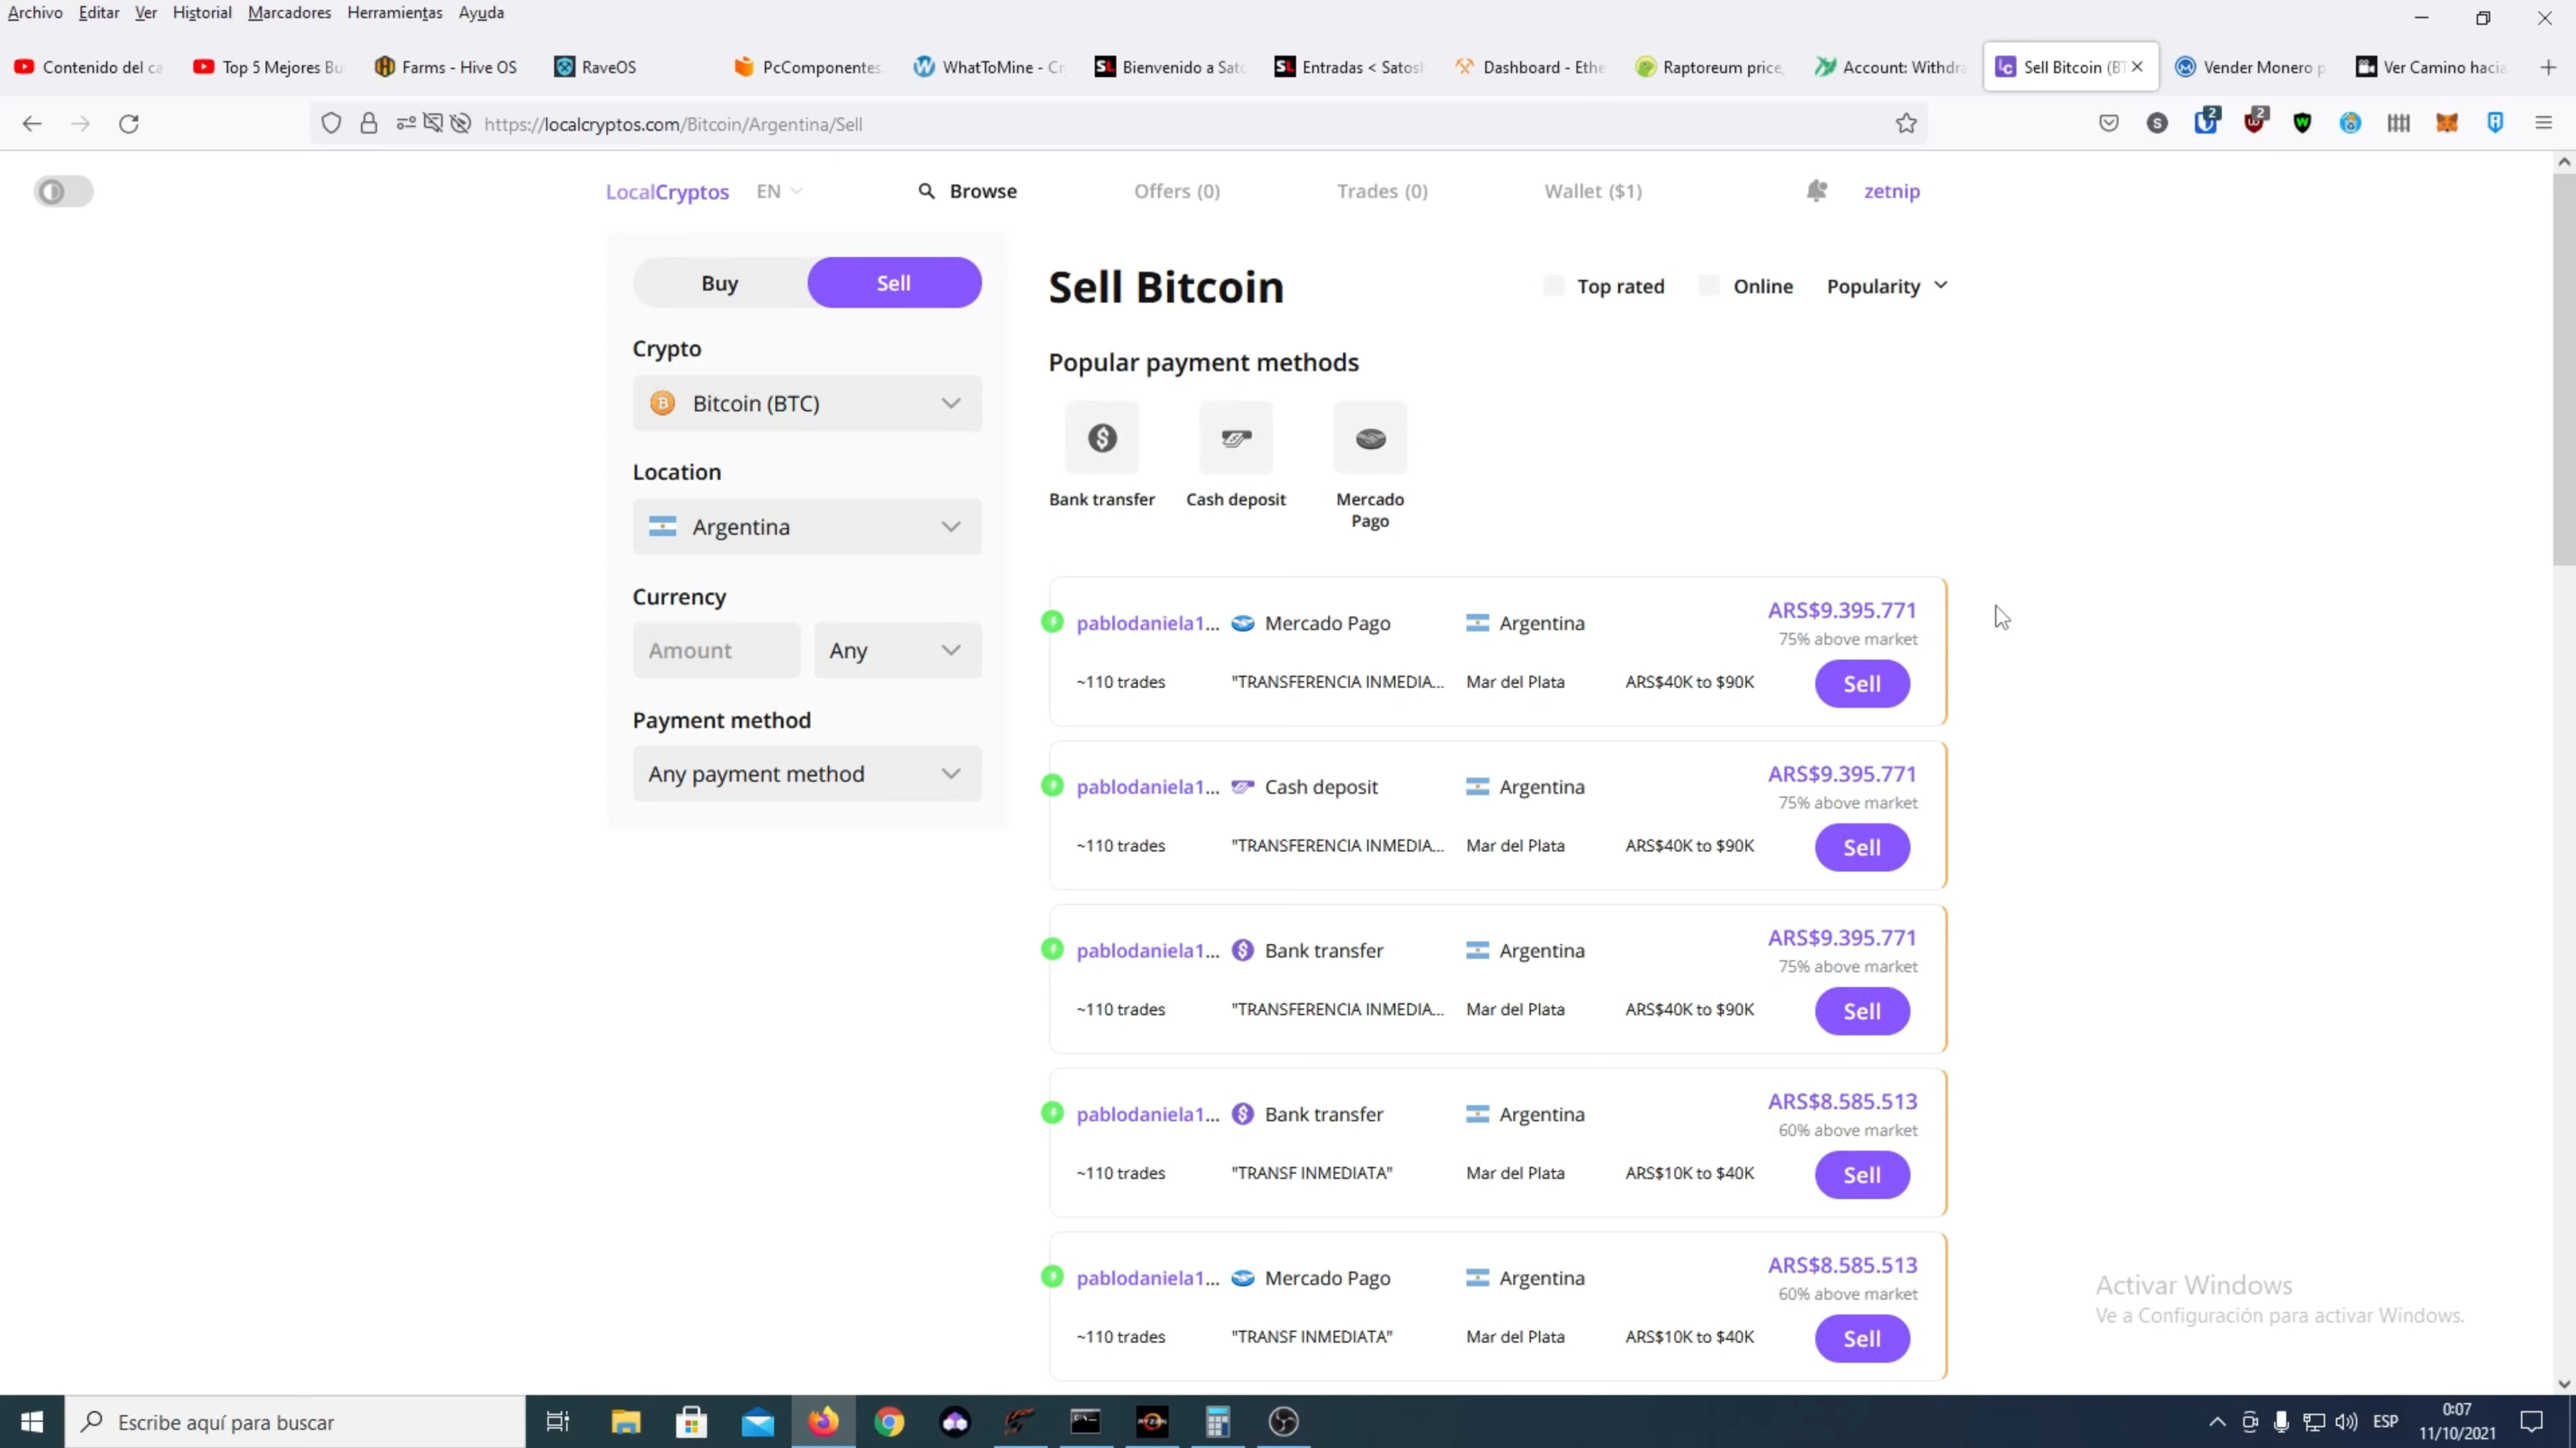 Archivo Editar Ver Historial Marcadores Herramientas Ayuda
Contenido del ca
Top 5 Mejores Bu
Farms - Hive OS
RaveOS
PcComponentes
WhatToMine - Cr
Bienvenido a Sato
Entradas < Satosh
Dashboard - Ethe
Raptoreum price,
Account: Withdra
Sell Bitcoin (BT
Vender Monero p
Ver Camino hacia
https://localcryptos.com/Bitcoin/Argentina/Sell
2
2
LocalCryptos EN Browse Offers (0) Trades (0) Wallet ($1) zetnip
Buy Sell
Crypto
Bitcoin (BTC)
Location
Argentina
Currency
Amount Any
Payment method
Any payment method
Sell Bitcoin
Top rated Online Popularity
Popular payment methods
Bank transfer Cash deposit Mercado
Pago
pablodaniela1... Mercado Pago Argentina ARS$9.395.771
75% above market
~110 trades "TRANSFERENCIA INMEDIA... Mar del Plata ARS$40K to $90K Sell
pablodaniela1... Cash deposit Argentina ARS$9.395.771
75% above market
~110 trades "TRANSFERENCIA INMEDIA... Mar del Plata ARS$40K to $90K Sell
pablodaniela1... Bank transfer Argentina ARS$9.395.771
75% above market
~110 trades "TRANSFERENCIA INMEDIA... Mar del Plata ARS$40K to $90K Sell
pablodaniela1... Bank transfer Argentina ARS$8.585.513
60% above market
~110 trades "TRANSF INMEDIATA" Mar del Plata ARS$10K to $40K Sell
pablodaniela1... Mercado Pago Argentina ARS$8.585.513
60% above market
~110 trades "TRANSF INMEDIATA" Mar del Plata ARS$10K to $40K Sell
Activar Windows
Ve a Configuración para activar Windows.
Escribe aquí para buscar
RYZEN
ESP
0:07
11/10/2021